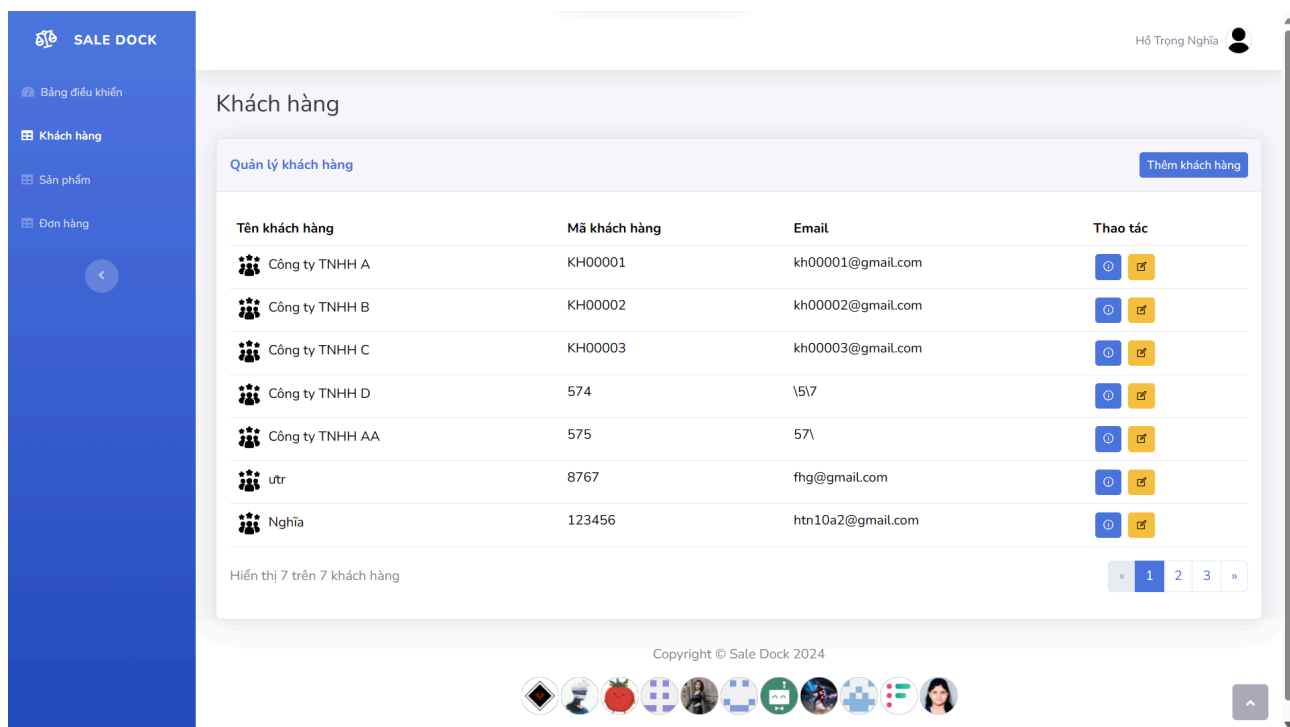 SALE DOCK
Hồ Trọng Nghĩa
Bảng điều khiển
Khách hàng
Sản phẩm
Đơn hàng
Khách hàng
Quản lý khách hàng
Thêm khách hàng
Tên khách hàng Mã khách hàng Email Thao tác
Công ty TNHH A KH00001 kh00001@gmail.com
Công ty TNHH B KH00002 kh00002@gmail.com
Công ty TNHH C KH00003 kh00003@gmail.com
Công ty TNHH D 574 \5\7
Công ty TNHH AA 575 57\
ưtr 8767 fhg@gmail.com
Nghĩa 123456 htn10a2@gmail.com
Hiển thị 7 trên 7 khách hàng
« 1 2 3 »
Copyright © Sale Dock 2024